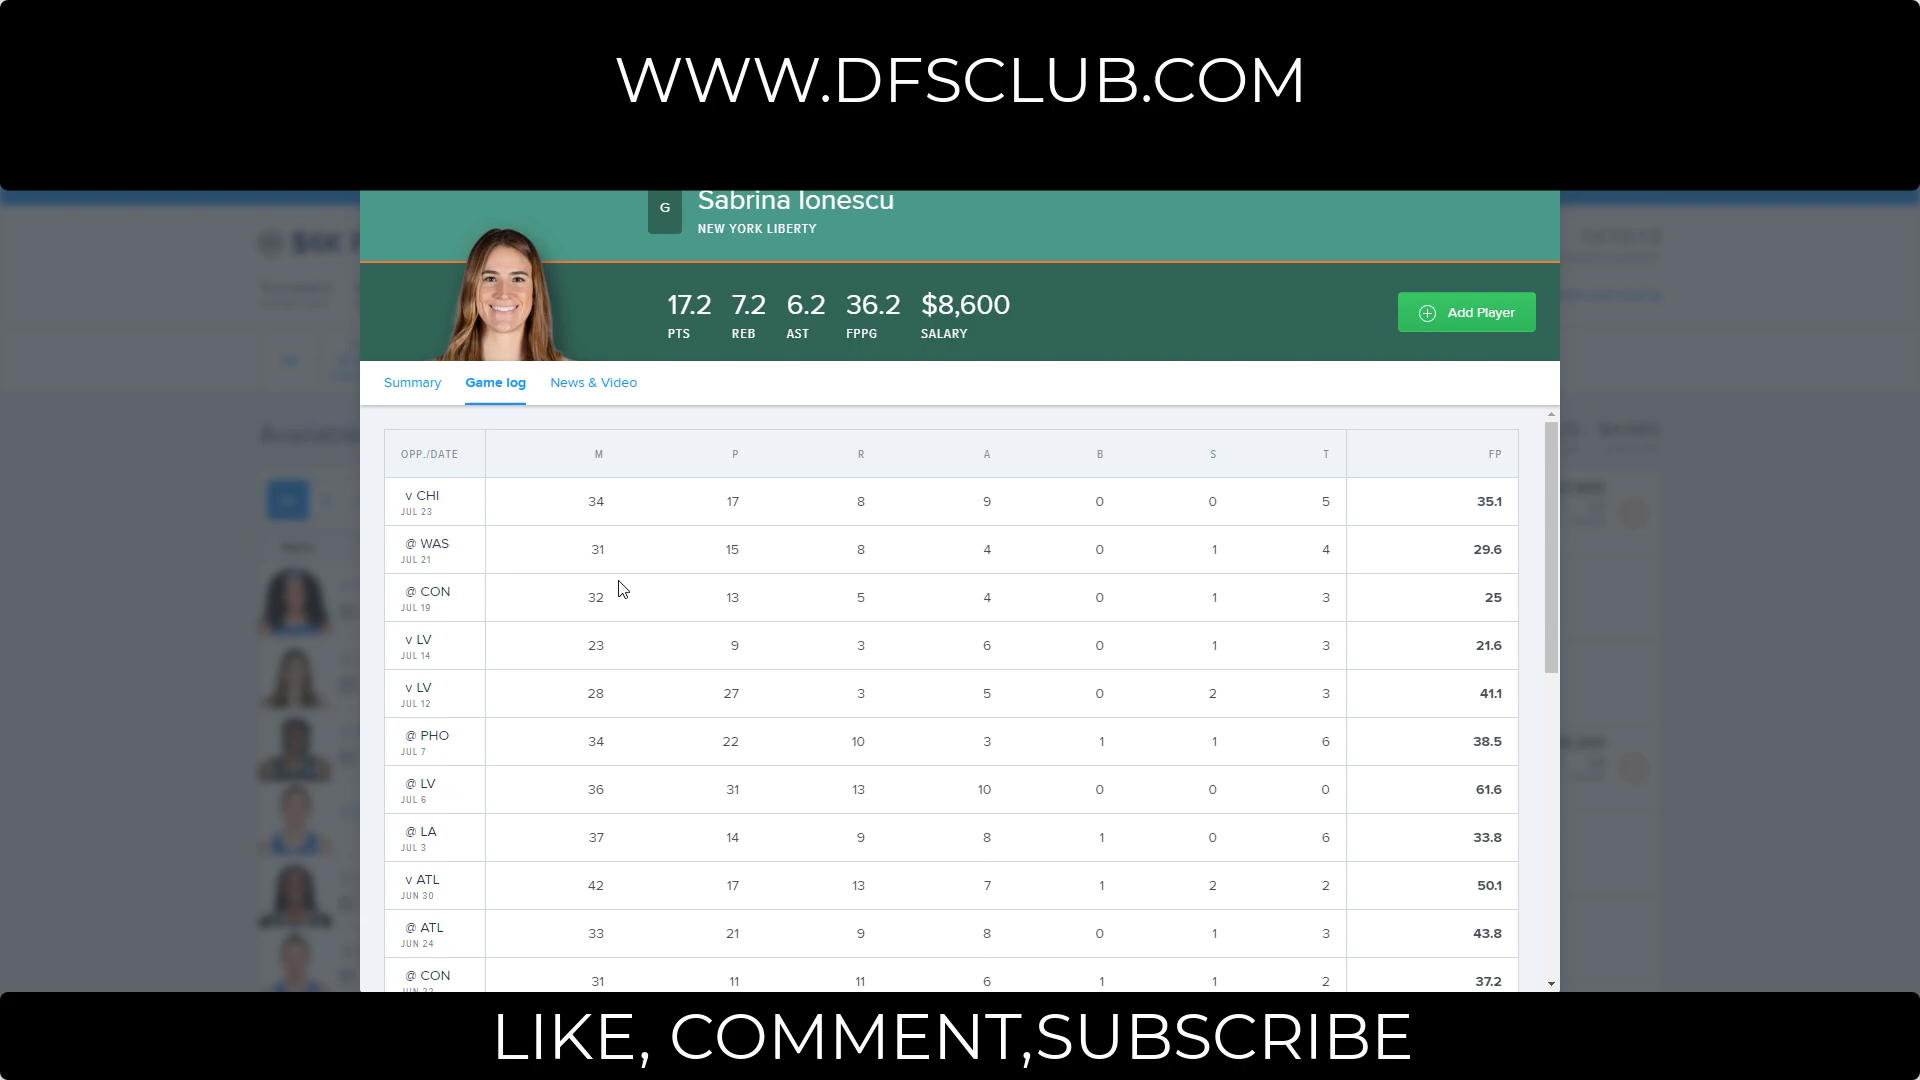 WWW.DFSCLUB.COM
G
Sabrina Ionescu
NEW YORK LIBERTY
17.2 7.2 6.2 36.2 $8,600
PTS REB AST FPPG SALARY
Add Player
Summary Game log News & Video
OPP./DATE M P R A B S T FP
v CHI 34 17 8 9 0 0 5 35.1
JUL 23
@ WAS 31 15 8 4 0 1 4 29.6
JUL 21
@ CON 32 13 5 4 0 1 3 25
JUL 19
v LV 23 9 3 6 0 1 3 21.6
JUL 14
v LV 28 27 3 5 0 2 3 41.1
JUL 12
@ PHO 34 22 10 3 1 1 6 38.5
JUL 7
@ LV 36 31 13 10 0 0 0 61.6
JUL 6
@ LA 37 14 9 8 1 0 6 33.8
JUL 3
v ATL 42 17 13 7 1 2 2 50.1
JUN 30
@ ATL 33 21 9 8 0 1 3 43.8
JUN 24
@ CON 31 11 11 6 1 1 2 37.2
JUN 22
LIKE, COMMENT,SUBSCRIBE